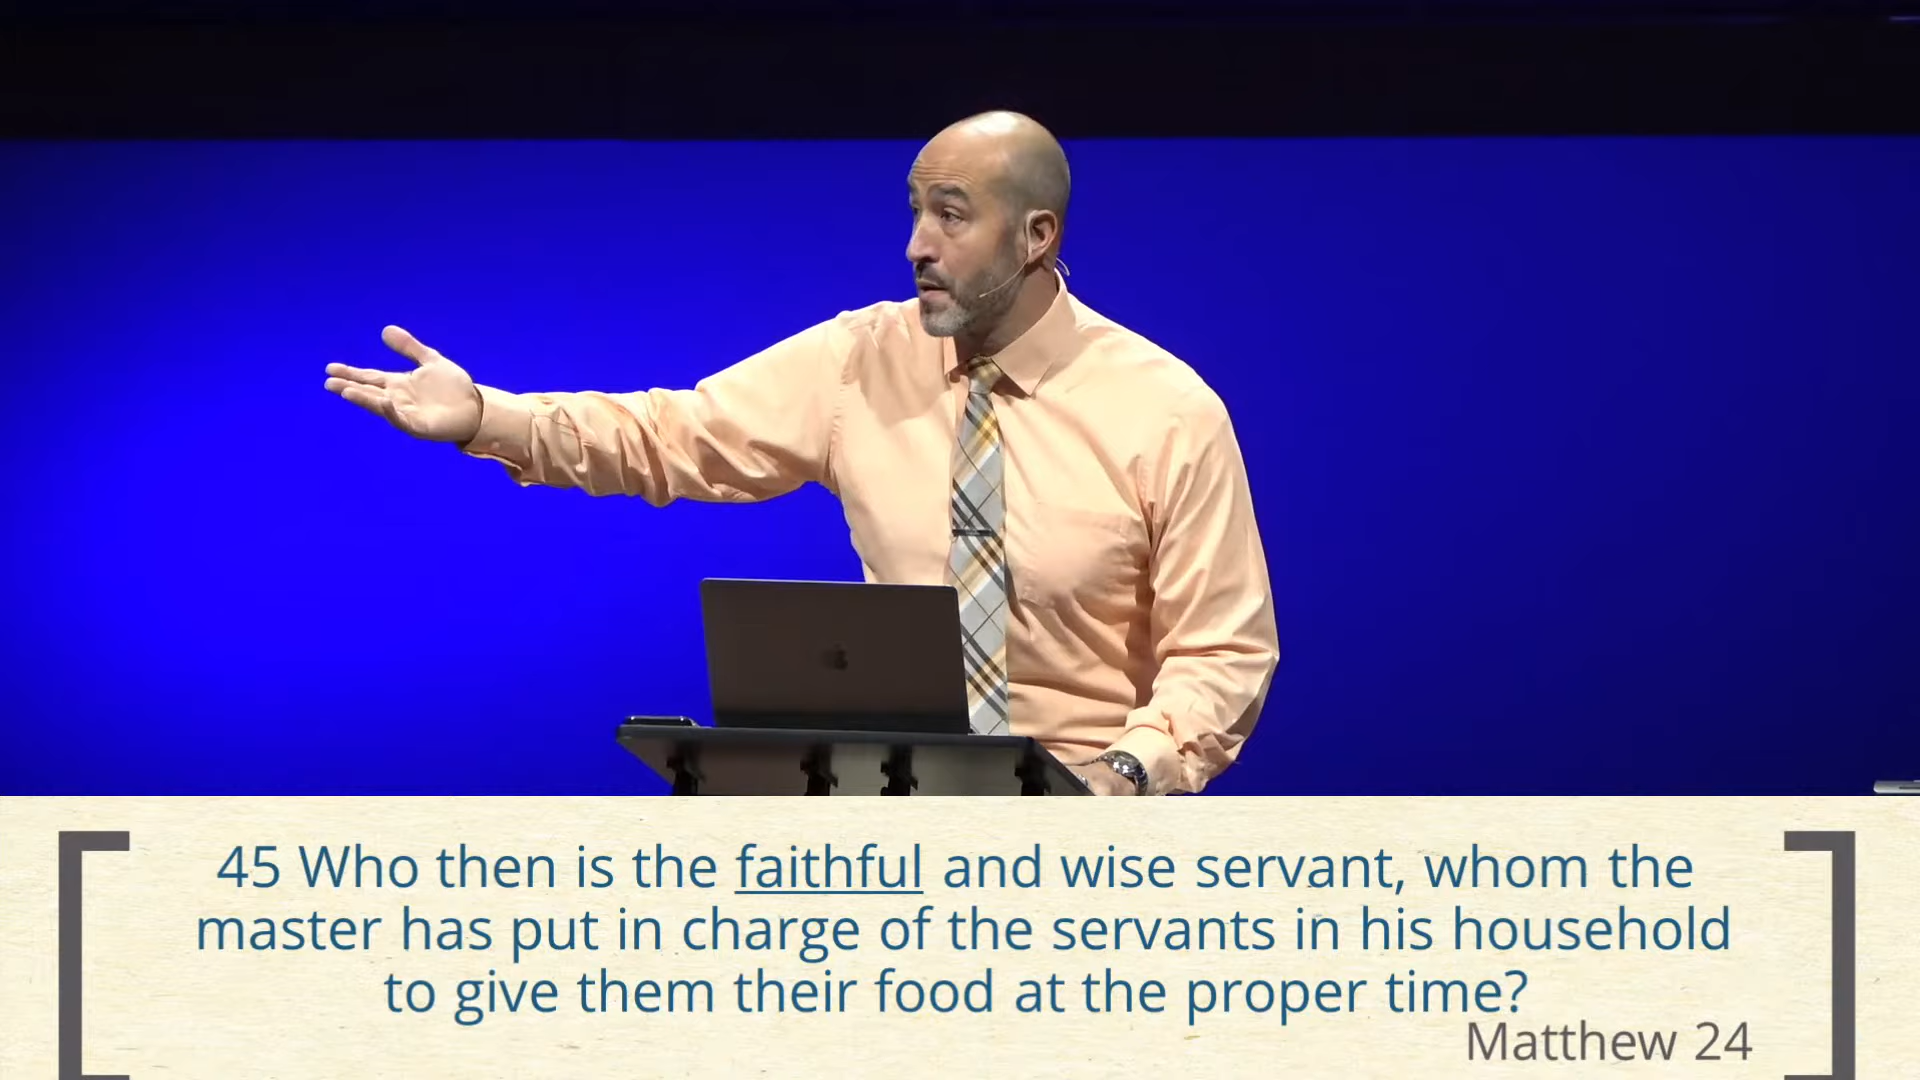 45 Who then is the faithful and wise servant, whom the
master has put in charge of the servants in his household
to give them their food at the proper time?
Matthew 24